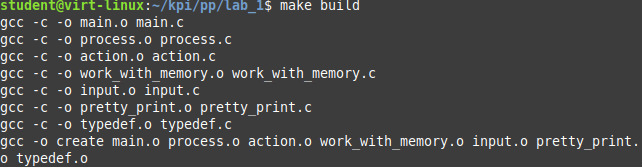 student@virt-linux:~/kpi/pp/lab_1$ make build
gcc -c -o main.o main.c
gcc -c -o process.o process.c
gcc -c -o action.o action.c
gcc -c -o work_with_memory.o work_with_memory.c
gcc -c -o input.o input.c
gcc -c -o pretty_print.o pretty_print.c
gcc -c -o typedef.o typedef.c
gcc -o create main.o process.o action.o work_with_memory.o input.o pretty_print.
o typedef.o